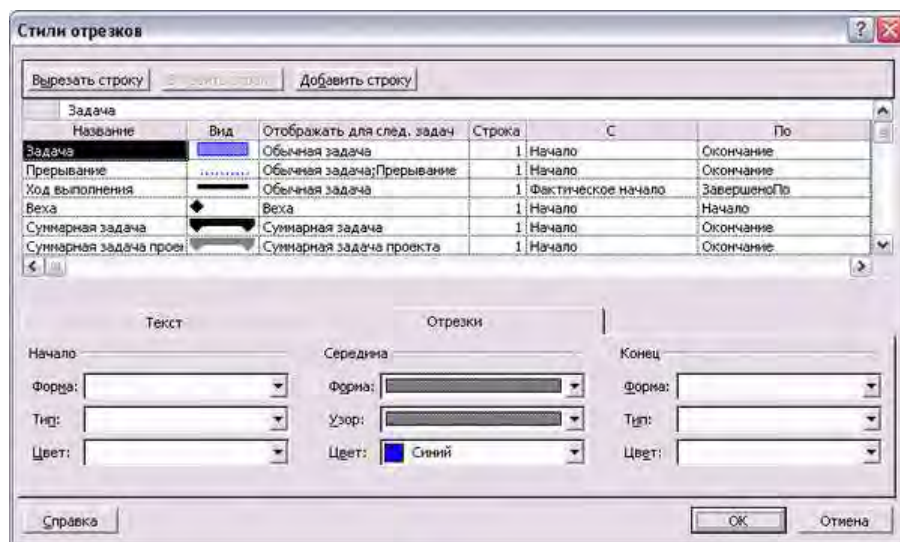 Стили отрезков
Вырезать строку Добавить строку
Задача
Название Вид Отображать для след. задач Строка С По
Задача Обычная задача 1 Начало Окончание
Прерывание Обычная задача;Прерывание 1 Начало Окончание
Ход выполнения Обычная задача 1 Фактическое начало ЗавершеноПо
Веха Веха 1 Начало Начало
Суммарная задача Суммарная задача 1 Начало Окончание
Суммарная задача проек Суммарная задача проекта 1 Начало Окончание
Текст Отрезки
Начало Середина Конец
Форма: Форма: Форма:
Тип: Узор: Тип:
Цвет: Цвет: Синий Цвет:
Справка ОК Отмена